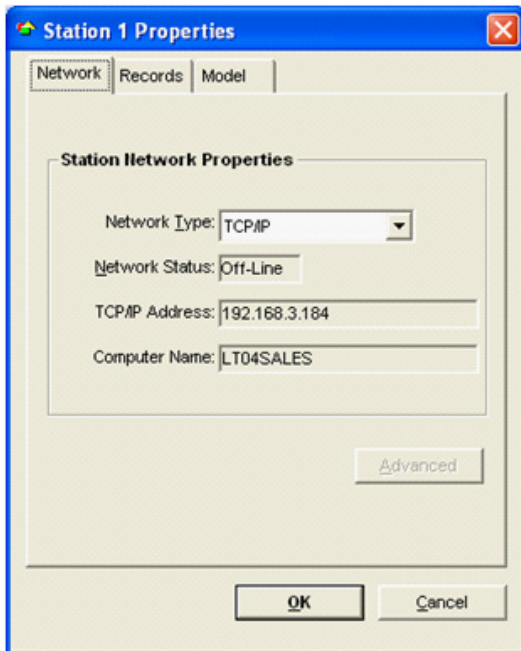 Station 1 Properties
Network Records Model
Station Network Properties
Network Type: TCP/IP
Network Status: Off-Line
TCP/IP Address: 192.168.3.184
Computer Name: LT04SALES
Advanced
OK Cancel